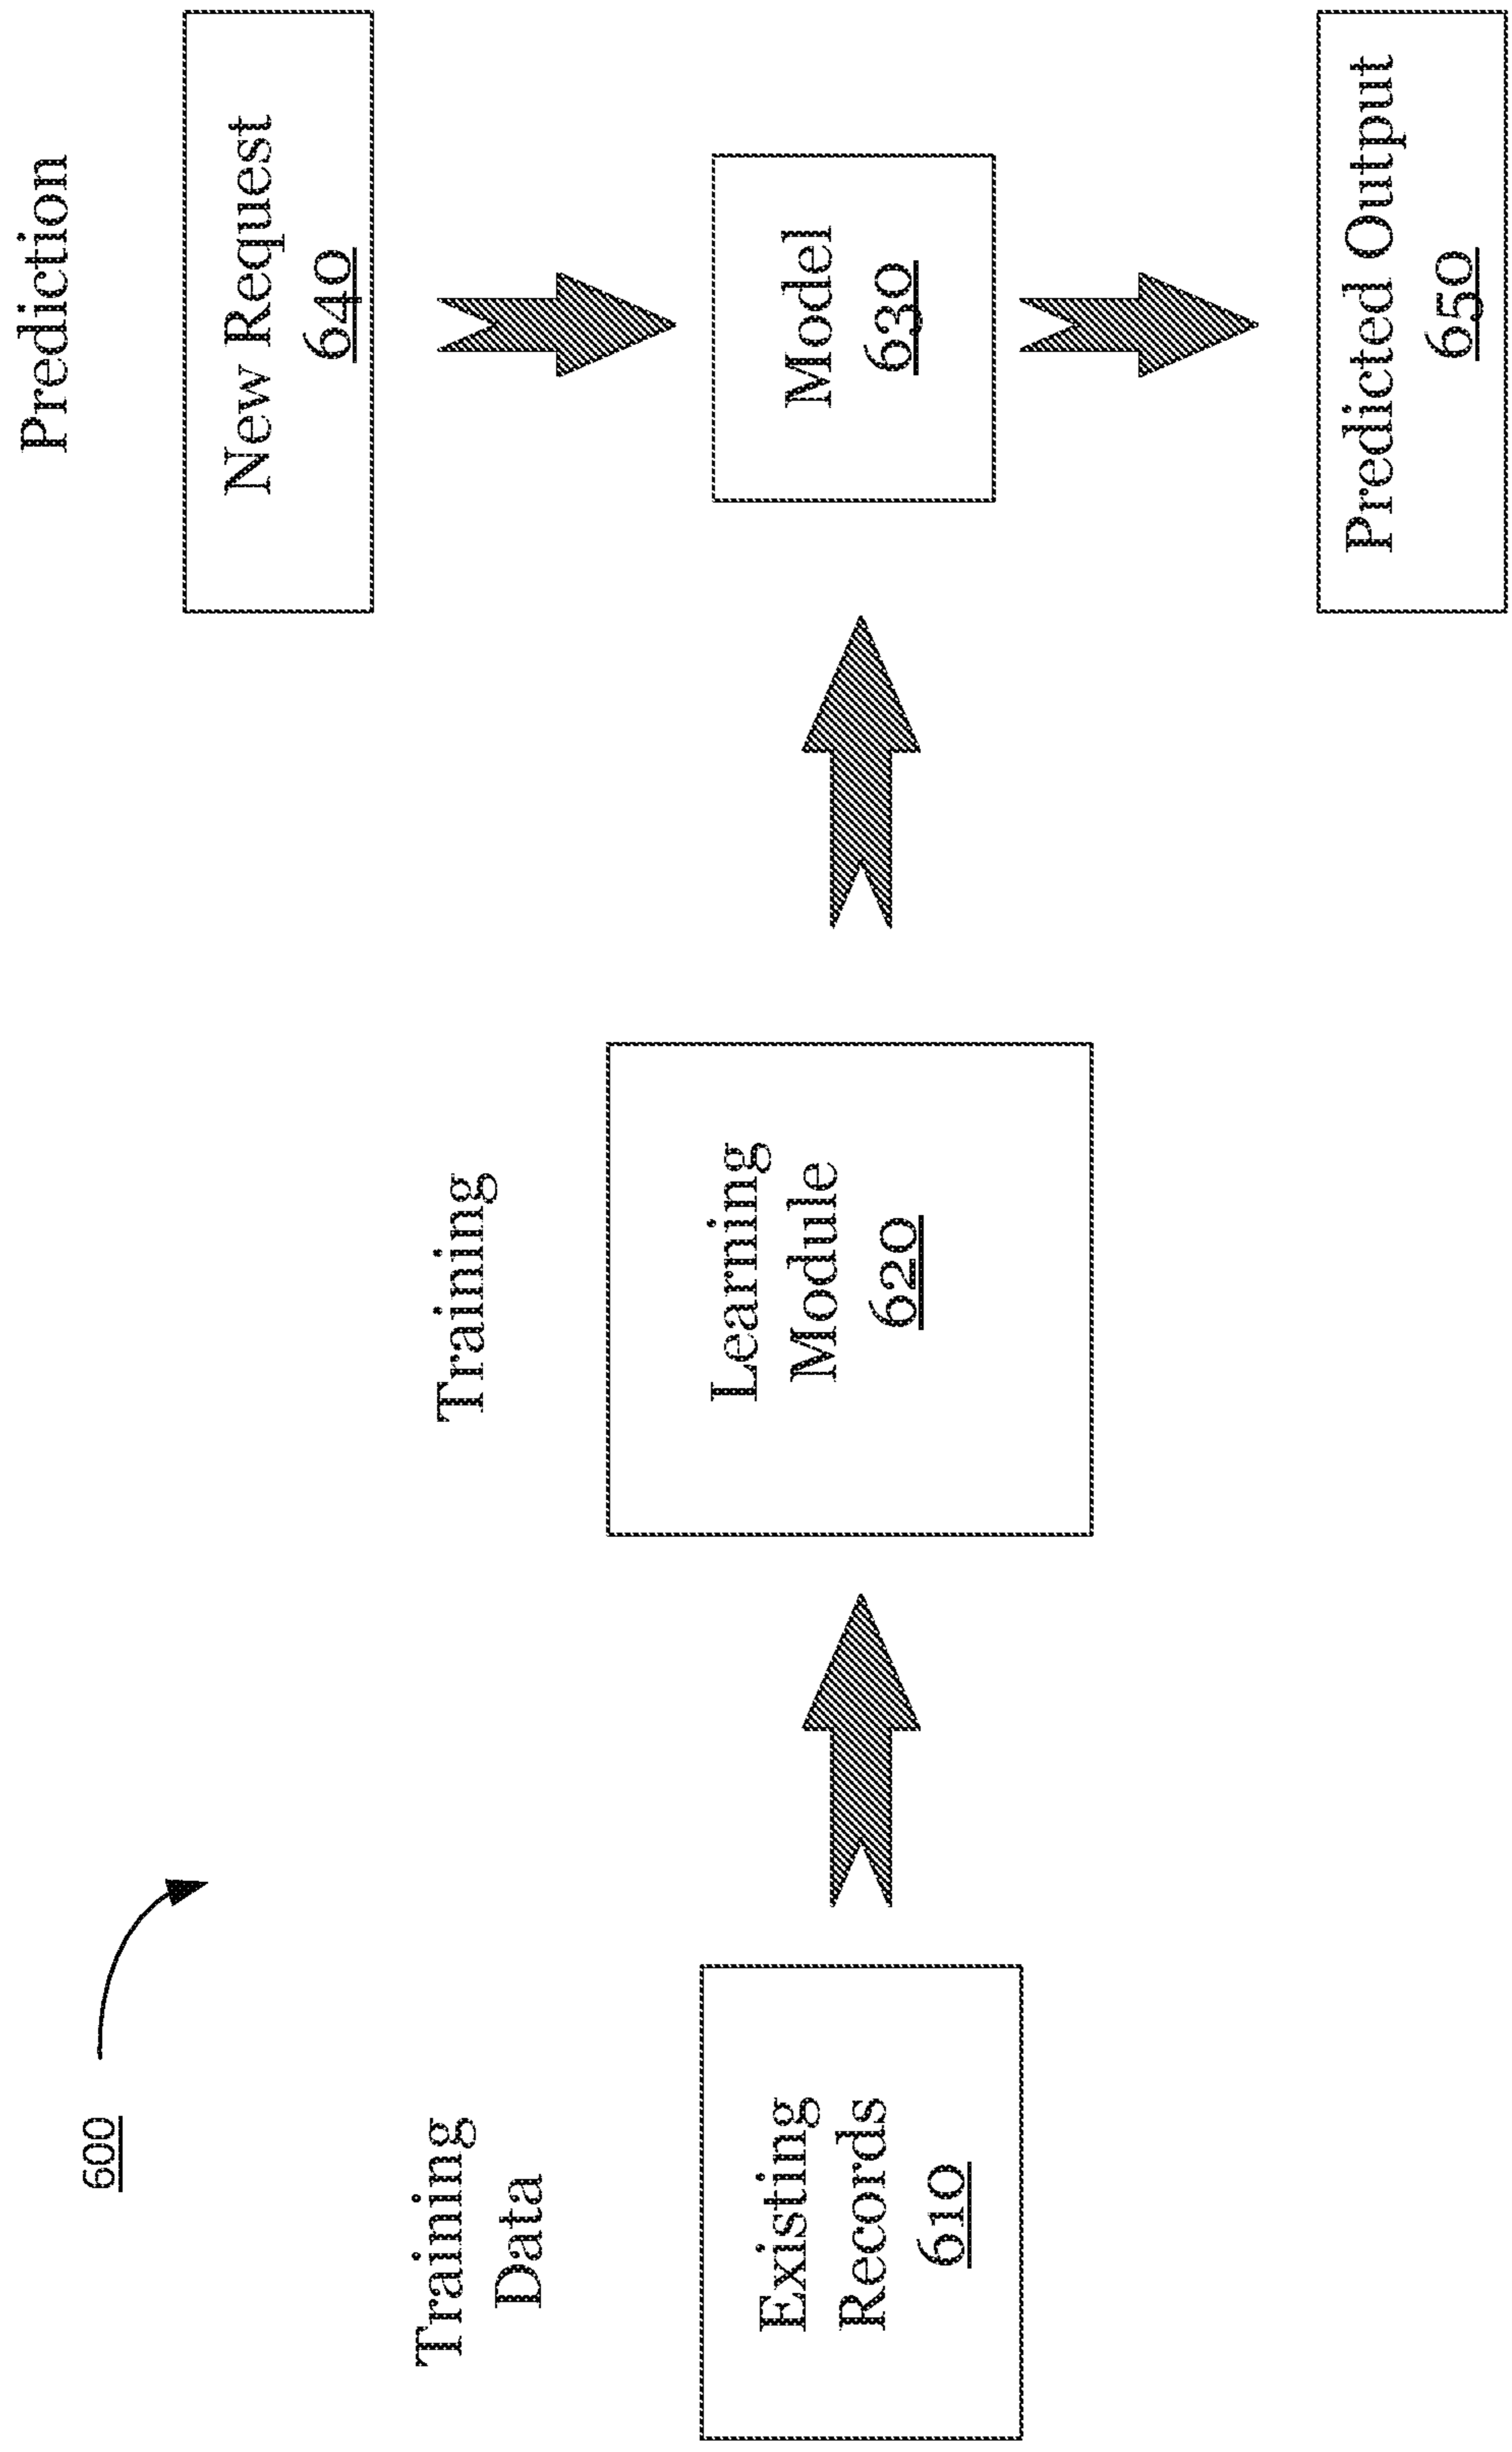 600
Training
Data
Existing
Records
610
Training
Learning
Module
620
Prediction
New Request
640
Model
630
Predicted Output
650